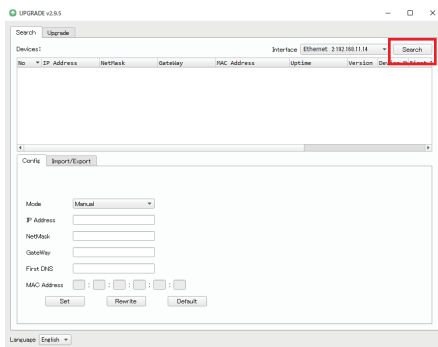 UPGRADE v2.9.5
Search Upgrade
Devices:
Interface Ethernet 2:192.168.11.14 Search
No IP Address NetMask GateWay MAC Address Uptime Version
Config Import/Export
Mode Manual
IP Address
NetMask
GateWay
First DNS
MAC Address : : : : :
Set Rewrite Default
Language English